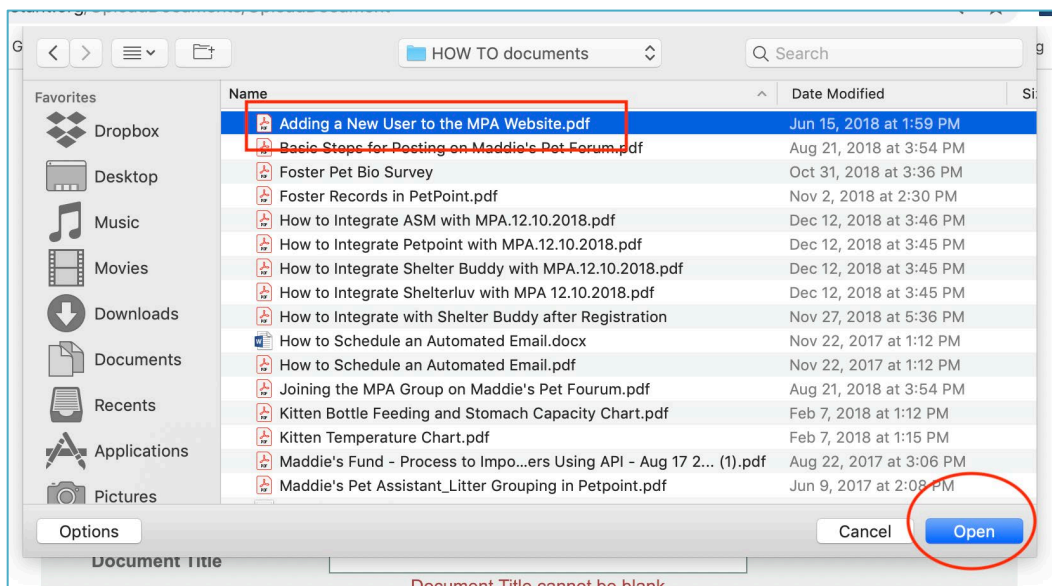 HOW TO documents
Search
Favorites
Name
Date Modified
Dropbox
Desktop
Music
Movies
Downloads
Documents
Recents
Applications
Pictures
Adding a New User to the MPA Website.pdf Jun 15, 2018 at 1:59 PM
Basic Steps for Posting on Maddie's Pet Forum.pdf Aug 21, 2018 at 3:54 PM
Foster Pet Bio Survey Oct 31, 2018 at 3:36 PM
Foster Records in PetPoint.pdf Nov 2, 2018 at 2:30 PM
How to Integrate ASM with MPA.12.10.2018.pdf Dec 12, 2018 at 3:46 PM
How to Integrate Petpoint with MPA.12.10.2018.pdf Dec 12, 2018 at 3:45 PM
How to Integrate Shelter Buddy with MPA.12.10.2018.pdf Dec 12, 2018 at 3:45 PM
How to Integrate Shelterluv with MPA 12.10.2018.pdf Dec 12, 2018 at 3:45 PM
How to Integrate with Shelter Buddy after Registration Nov 27, 2018 at 5:36 PM
How to Schedule an Automated Email.docx Nov 22, 2017 at 1:12 PM
How to Schedule an Automated Email.pdf Nov 22, 2017 at 1:12 PM
Joining the MPA Group on Maddie's Pet Fourum.pdf Aug 21, 2018 at 3:54 PM
Kitten Bottle Feeding and Stomach Capacity Chart.pdf Feb 7, 2018 at 1:12 PM
Kitten Temperature Chart.pdf Feb 7, 2018 at 1:15 PM
Maddie's Fund - Process to Impo...ers Using API - Aug 17 2... (1).pdf Aug 22, 2017 at 3:06 PM
Maddie's Pet Assistant_Litter Grouping in Petpoint.pdf Jun 9, 2017 at 2:08 PM
Options
Cancel
Open
Document Title
Document Title cannot be blank